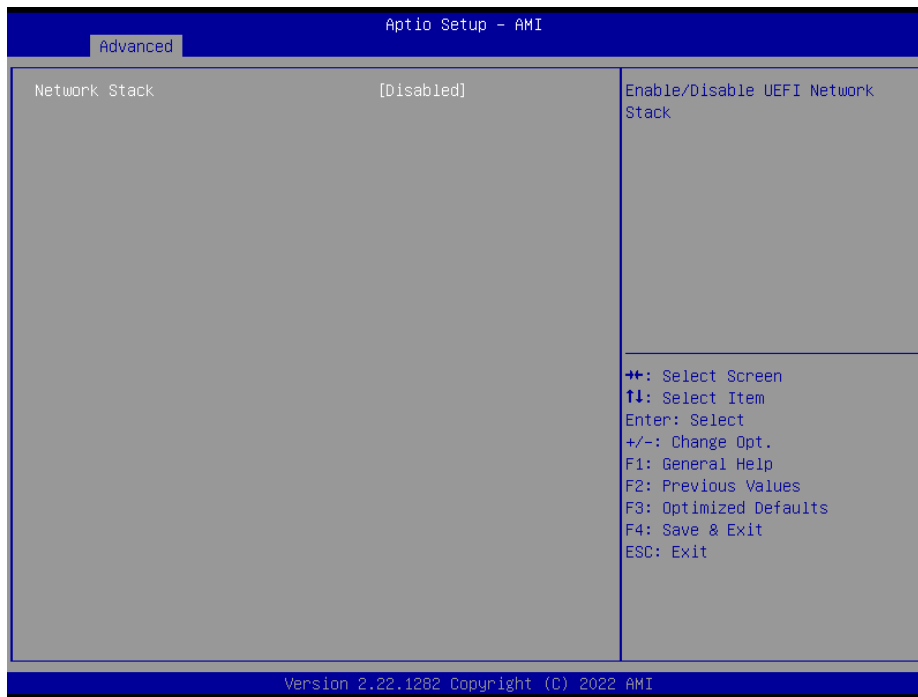 Aptio Setup – AMI
Advanced
Network Stack [Disabled]
Enable/Disable UEFI Network
Stack
→←: Select Screen
↑↓: Select Item
Enter: Select
+/-: Change Opt.
F1: General Help
F2: Previous Values
F3: Optimized Defaults
F4: Save & Exit
ESC: Exit
Version 2.22.1282 Copyright (C) 2022 AMI